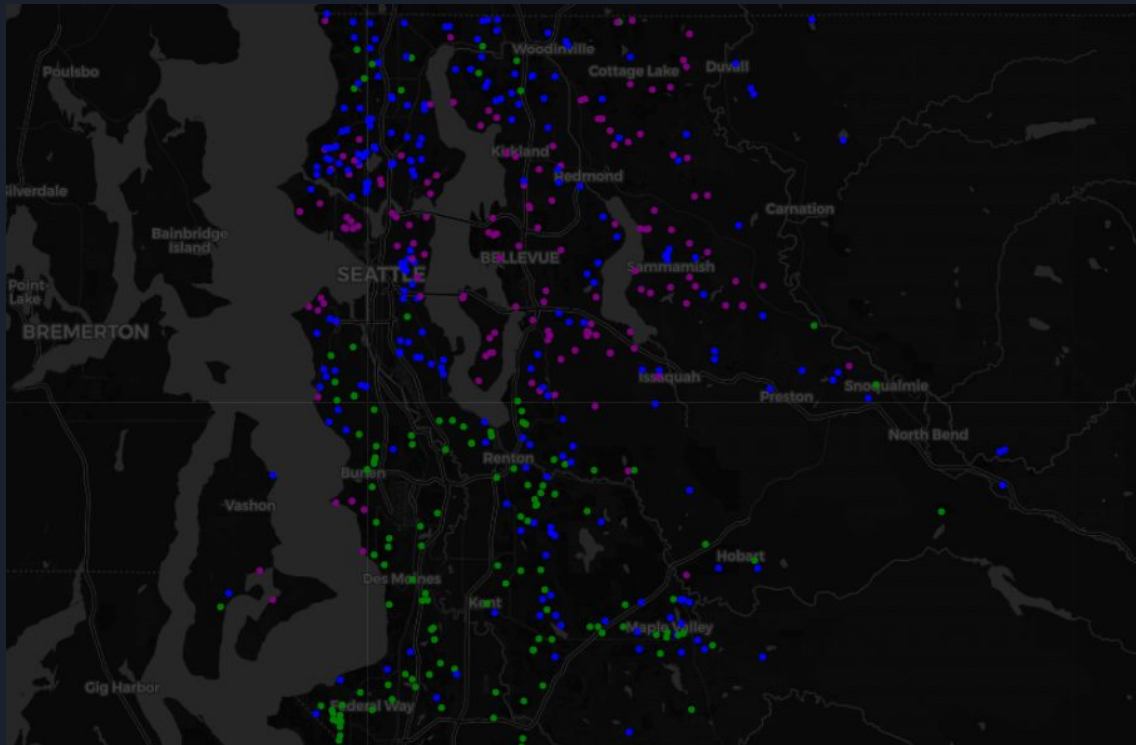 Woodinville
Poulsbo
Cottage Lake
Duvall
Kirkland
Redmond
Silverdale
Carnation
Bainbridge
Island
BELLEVUE
Sammamish
SEATTLE
Point-
Lake
BREMERTON
Issaquah
Snoqualmie
Preston
North Bend
Renton
Burien
Vashon
Hobart
Des Moines
Kent
Maple Valley
Gig Harbor
Federal Way